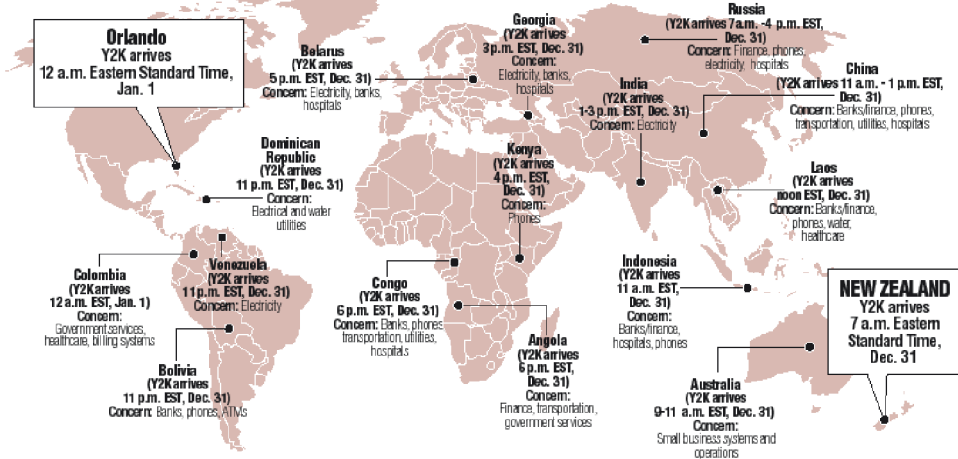 Orlando
Y2K arrives
12 a.m. Eastern Standard Time,
Jan. 1
Belarus
(Y2K arrives
5 p.m. EST, Dec. 31)
Concern: Electricity, banks,
hospitals
Georgia
(Y2K arrives
3p.m. EST, Dec. 31)
Concern:
Electricity, banks,
hospitals
Russia
(Y2K arrives 7a.m. -4 p.m. EST,
Dec. 31)
Concern: Finance, phones,
electricity, hospitals
India
(Y2K arrives
1-3 p.m. EST, Dec. 31)
Concern: Electricity
China
(Y2K arrives 11 a.m. - 1 p.m. EST,
Dec. 31)
Concern: Banks/finance, phones,
transportation, utilities, hospitals
Dominican
Republic
(Y2K arrives
11 p.m. EST, Dec. 31)
Concern:
Electrical and water
utilities
Kenya
(Y2K arrives
4 p.m. EST,
Dec. 31)
Concern:
Phones
Laos
(Y2K arrives
noon EST, Dec. 31)
Concern: Banks/finance,
phones, water,
healthcare
Colombia
(Y2K arrives
12 a.m. EST, Jan. 1)
Concern:
Government services,
healthcare, billing systems
Venezuela
(Y2K arrives
11 p.m. EST, Dec. 31)
Concern: Electricity
Congo
(Y2K arrives
6 p.m. EST, Dec. 31)
Concern: Banks, phones
transportation, utilities,
hospitals
Indonesia
(Y2K arrives
11 a.m. EST,
Dec. 31)
Concern:
Banks/finance,
hospitals, phones
NEW ZEALAND
Y2K arrives
7 a.m. Eastern
Standard Time,
Dec. 31
Bolivia
(Y2K arrives
11 p.m. EST, Dec. 31)
Concern: Banks, phones, ATMs
Angola
(Y2K arrives
6 p.m. EST,
Dec. 31)
Concern:
Finance, transportation,
government services
Australia
(Y2K arrives
9-11 a.m. EST, Dec. 31)
Concern:
Small business systems and
operations